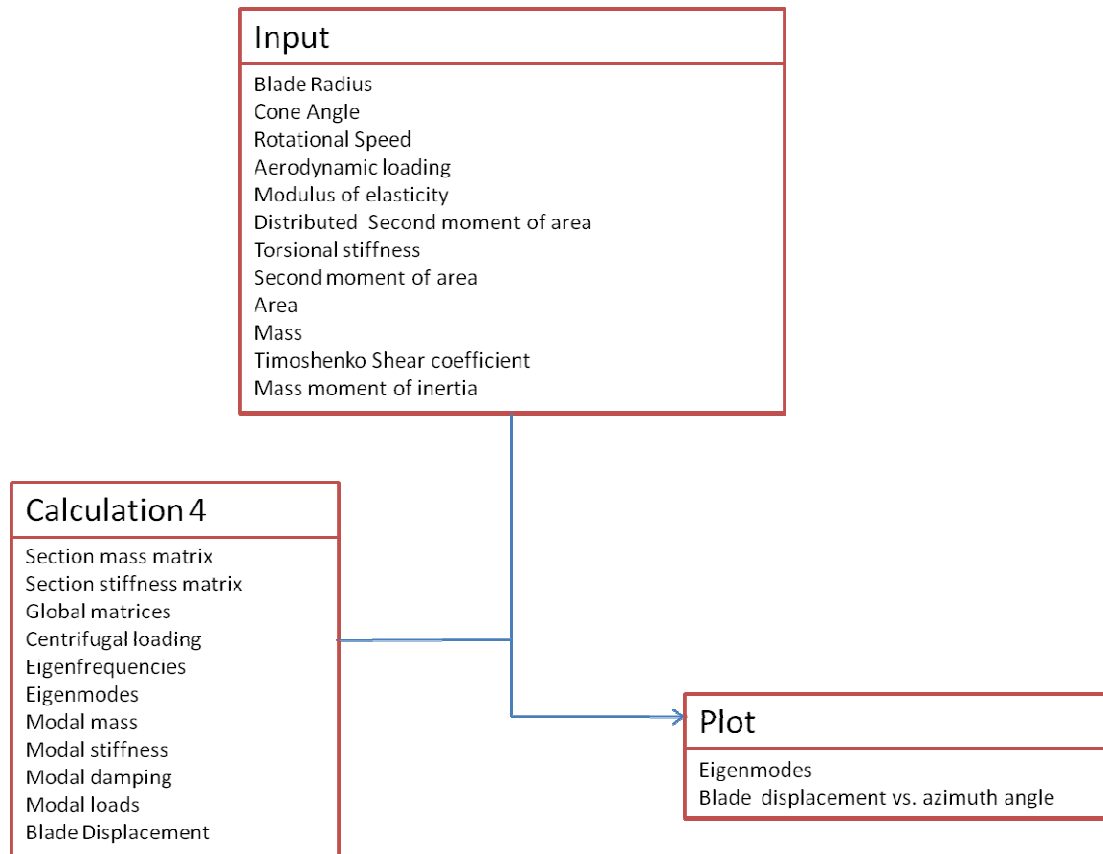 Input
Blade Radius
Cone Angle
Rotational Speed
Aerodynamic loading
Modulus of elasticity
Distributed  Second moment of area
Torsional stiffness
Second moment of area
Area
Mass
Timoshenko Shear coefficient
Mass moment of inertia
Calculation 4
Section mass matrix
Section stiffness matrix
Global matrices
Centrifugal loading
Eigenfrequencies
Eigenmodes
Modal mass
Modal stiffness
Modal damping
Modal loads
Blade Displacement
Plot
Eigenmodes
Blade  displacement vs. azimuth angle